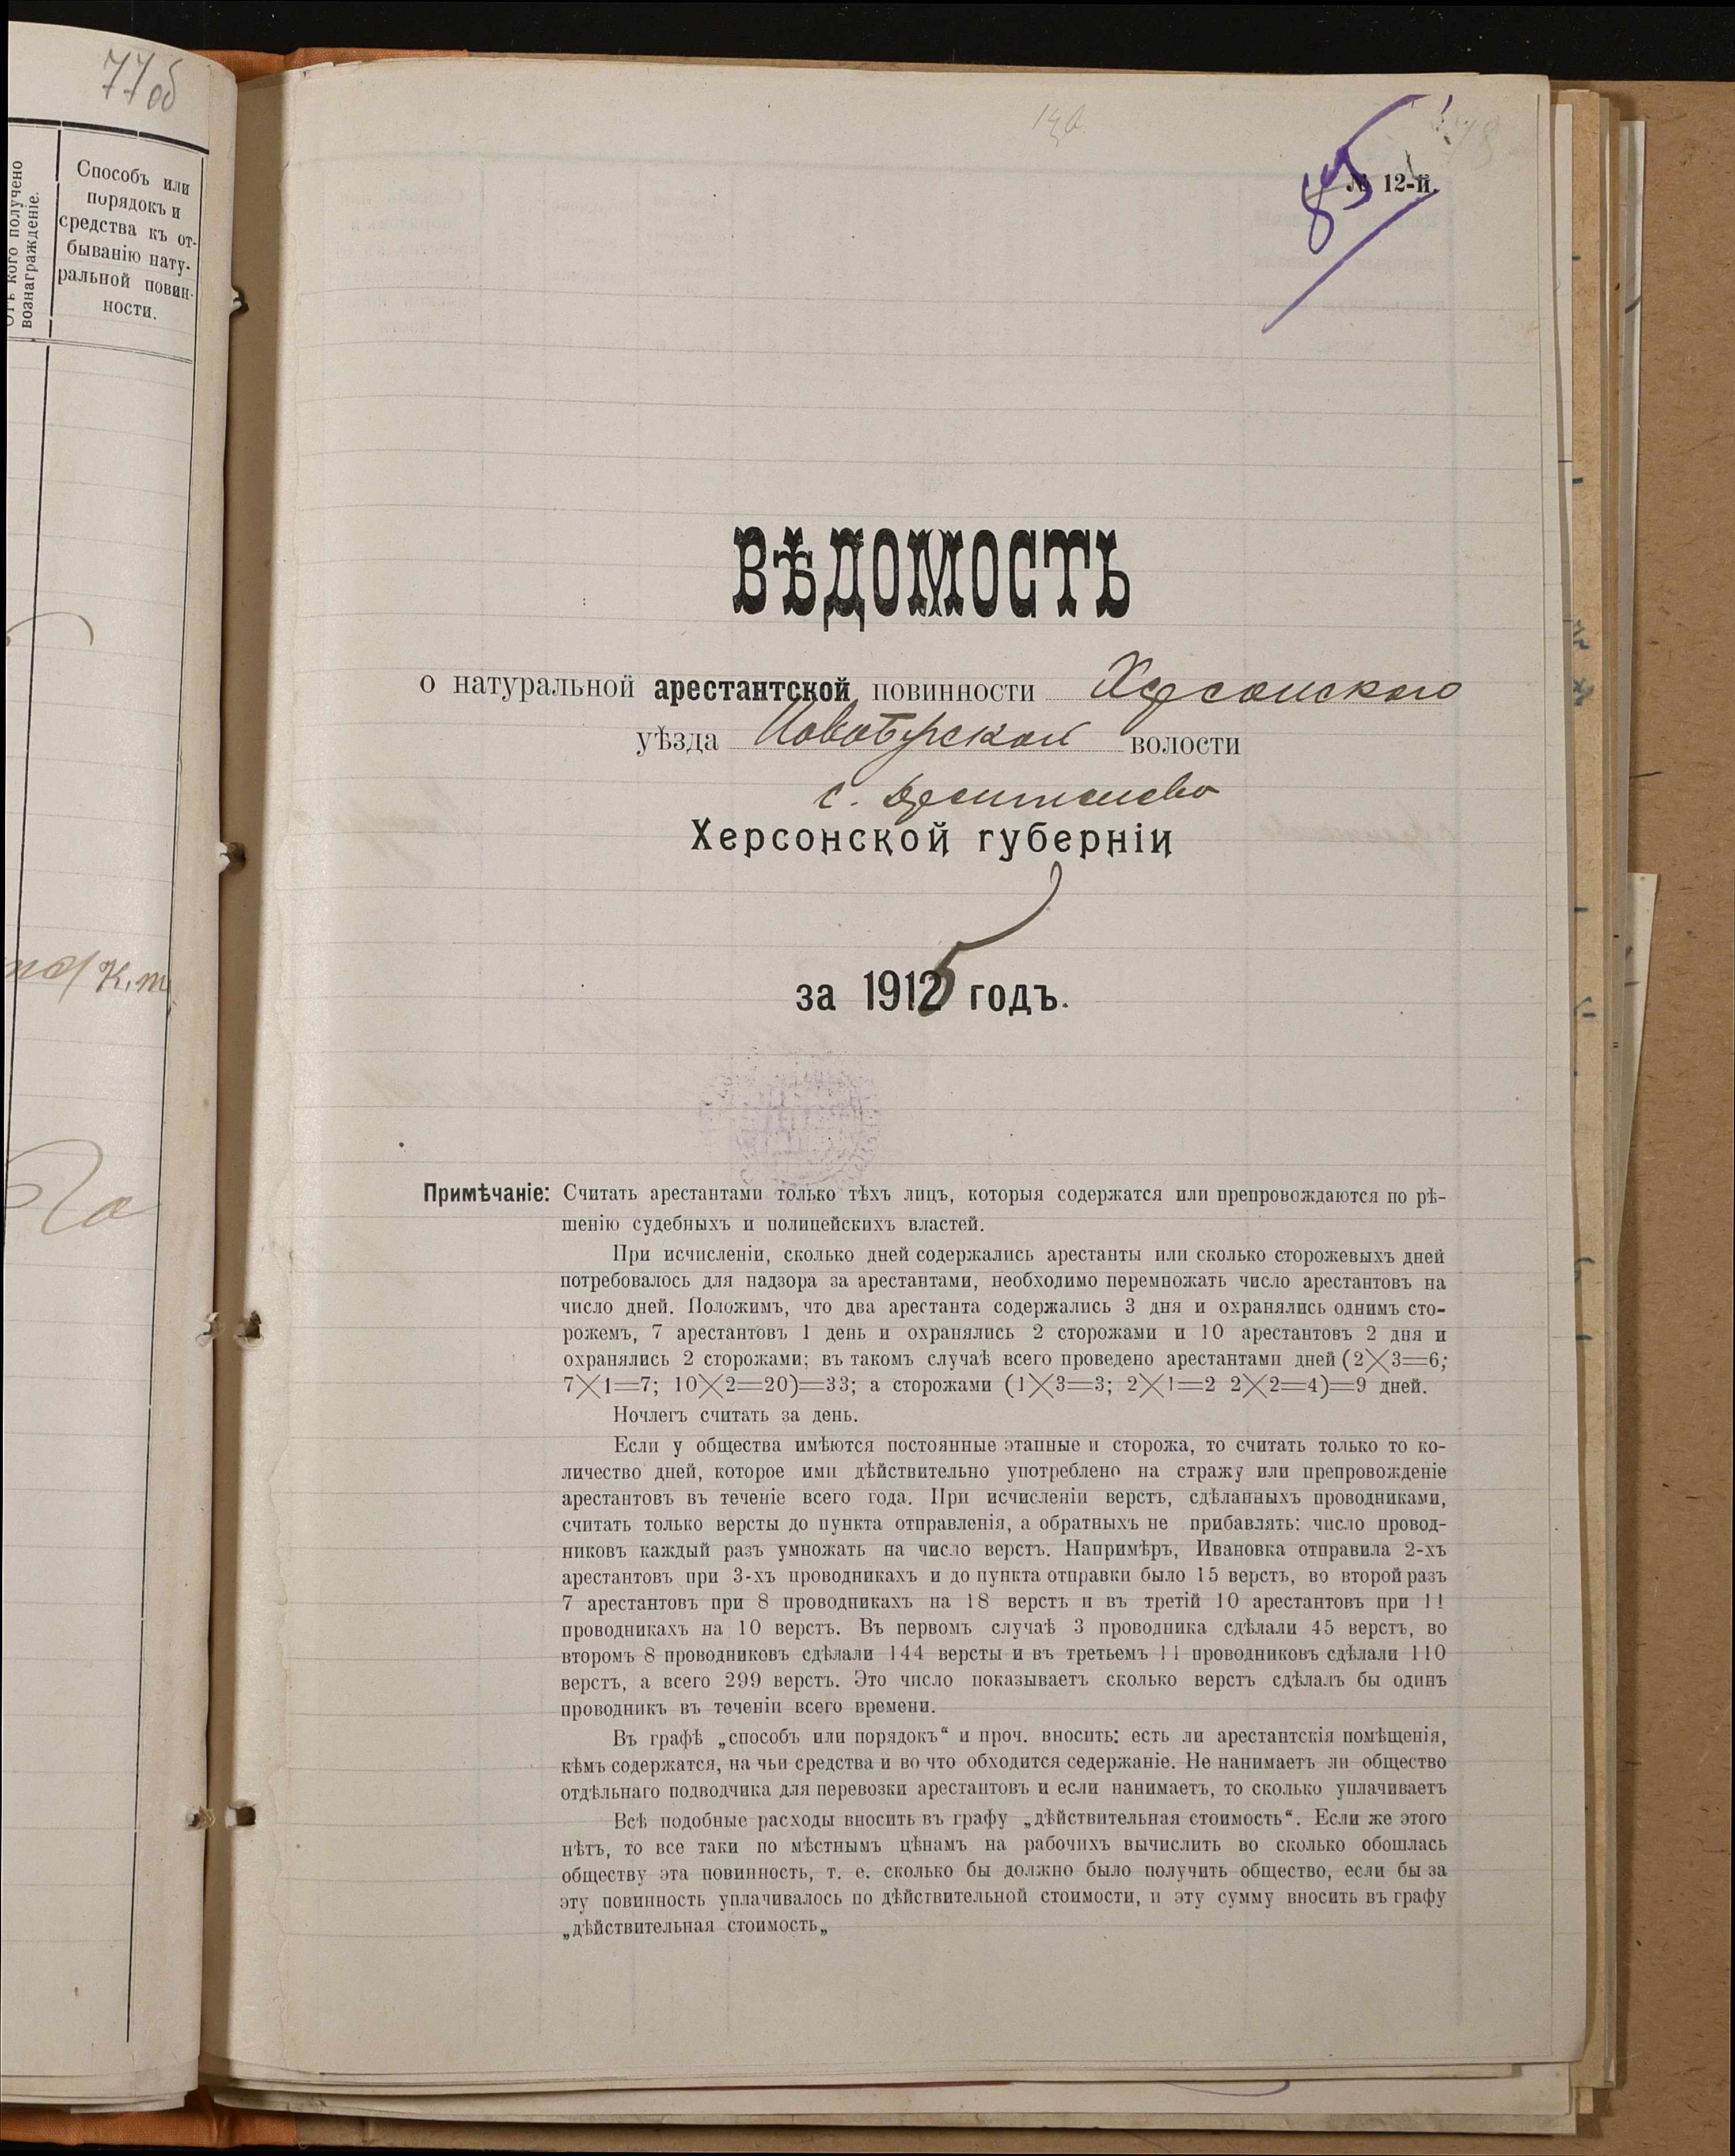 77об
Отъ кого получено
вознагражденіе.
Способъ или
порядокъ и
средства къ от-
быванію нату-
ральной повин-
ности.
85
№ 12-й.
ВѢДОМОСТЬ
о натуральной арестантской повинности Херсонского
уѣзда Новобугской волости
с.
Херсонской губерніи
за 1915 годъ.
Примѣчаніе: Считать арестантами только тѣхъ лицъ, которыя содержатся или препровождаются по рѣ-
шенію судебныхъ и полицейскихъ властей.
При исчисленіи, сколько дней содержались арестанты или сколько сторожевыхъ дней
потребовалось для надзора за арестантами, необходимо перемножать число арестантовъ на
число дней. Положимъ, что два арестанта содержались 3 дня и охранялись однимъ сто-
рожемъ, 7 арестантовъ 1 день и охранялись 2 сторожами и 10 арестантовъ 2 дня и
охранялись 2 сторожами; въ такомъ случаѣ всего проведено арестантами дней (2×3=6;
7×1=7; 10×2=20)=33; а сторожами (1×3=3; 2×1=2 2×2=4)=9 дней.
Ночлегъ считать за день.
Если у общества имѣются постоянные этапные и сторожа, то считать только то ко-
личество дней, которое ими дѣйствительно употреблено на стражу или препровожденіе
арестантовъ въ теченіе всего года. При исчисленіи верстъ, сдѣланныхъ проводниками,
считать только версты до пункта отправленія, а обратныхъ не прибавлять: число провод-
никовъ каждый разъ умножать на число верстъ. Напримѣръ, Ивановка отправила 2-хъ
арестантовъ при 3-хъ проводникахъ и до пункта отправки было 15 верстъ, во второй разъ
7 арестантовъ при 8 проводникахъ на 18 верстъ и въ третій 10 арестантовъ при 11
проводникахъ на 10 верстъ. Въ первомъ случаѣ 3 проводника сдѣлали 45 верстъ, во
второмъ 8 проводниковъ сдѣлали 144 версты и въ третьемъ 11 проводниковъ сдѣлали 110
верстъ, а всего 299 верстъ. Это число показываетъ сколько верстъ сдѣлалъ бы одинъ
проводникъ въ теченіи всего времени.
Въ графѣ „способъ или порядокъ“ и проч. вносить: есть ли арестантскія помѣщенія,
кѣмъ содержатся, на чьи средства и во что обходится седержаніе. Не нанимаетъ ли общество
отдѣльнаго подводчика для перевозки арестантовъ и если нанимаетъ, то сколько уплачиваетъ
Всѣ подобные расходы вносить въ графу „дѣйствительная стоимость“. Если же этого
нѣтъ, то все таки по мѣстнымъ цѣнамъ на рабочихъ вычислить во сколько обошлась
обществу эта повинность, т. е. сколько бы должно было получить общество, если бы за
эту повинность уплачивалось по дѣйствительной стоимости, и эту сумму вносить въ графу
„дѣйствительная стоимость„